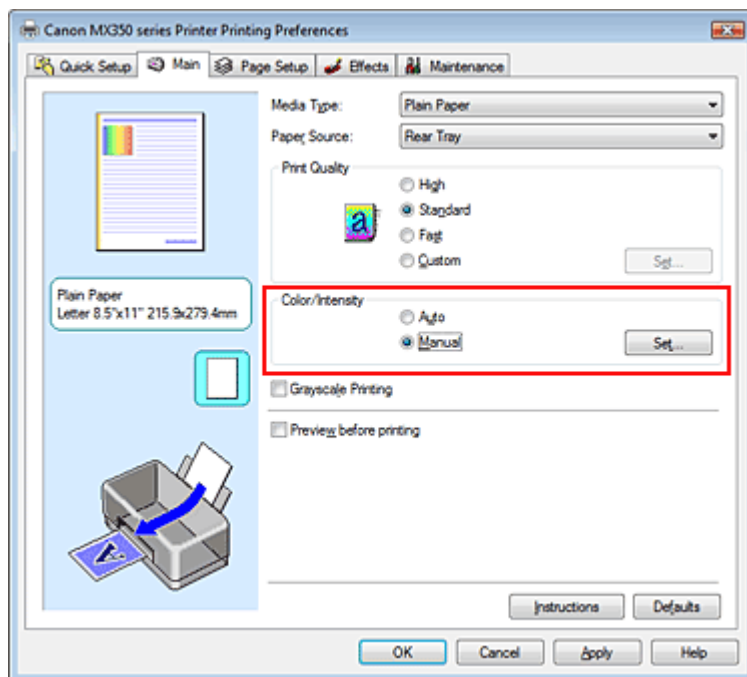 Canon MX350 series Printer Printing Preferences
Quick Setup Main Page Setup Effects Maintenance
Media Type: Plain Paper
Paper Source: Rear Tray
Print Quality
High
a Standard
Fast
Custom Set...
Plain Paper
Letter 8.5"x11" 215.9x279.4mm
Color/Intensity
Auto
Manual Set...
Grayscale Printing
Preview before printing
A
Instructions Defaults
OK Cancel Apply Help